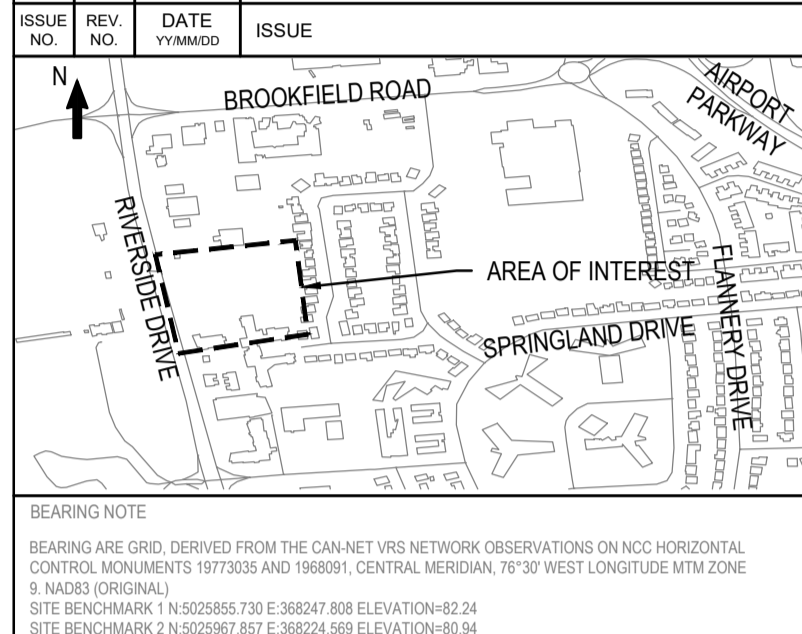 ISSUE NO.
REV. NO.
DATE YY/MM/DD
ISSUE
N
BROOKFIELD ROAD
AIRPORT PARKWAY
RIVERSIDE DRIVE
AREA OF INTEREST
FLANNERY DRIVE
SPRINGLAND DRIVE
BEARING NOTE
BEARING ARE GRID, DERIVED FROM THE CAN-NET VRS NETWORK OBSERVATIONS ON NCC HORIZONTAL
CONTROL MONUMENTS 19773035 AND 1968091, CENTRAL MERIDIAN, 76°30' WEST LONGITUDE MTM ZONE
9. NAD83 (ORIGINAL)
SITE BENCHMARK 1 N:5025855.730 E:368247.808 ELEVATION=82.24
SITE BENCHMARK 2 N:5025967.857 E:368224.569 ELEVATION=80.94